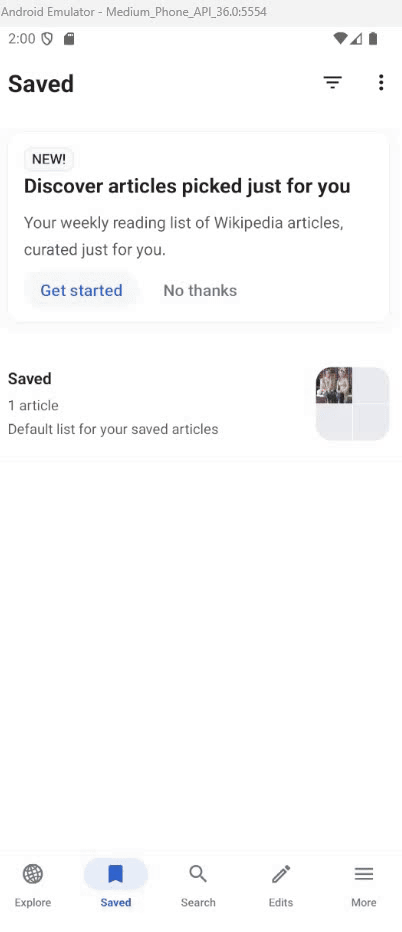 Android Emulator - Medium_Phone_API_36.0:5554
2:00
Saved
NEW!
Discover articles picked just for you
Your weekly reading list of Wikipedia articles,
curated just for you.
Get started No thanks
Saved
1 article
Default list for your saved articles
Explore Saved Search Edits More